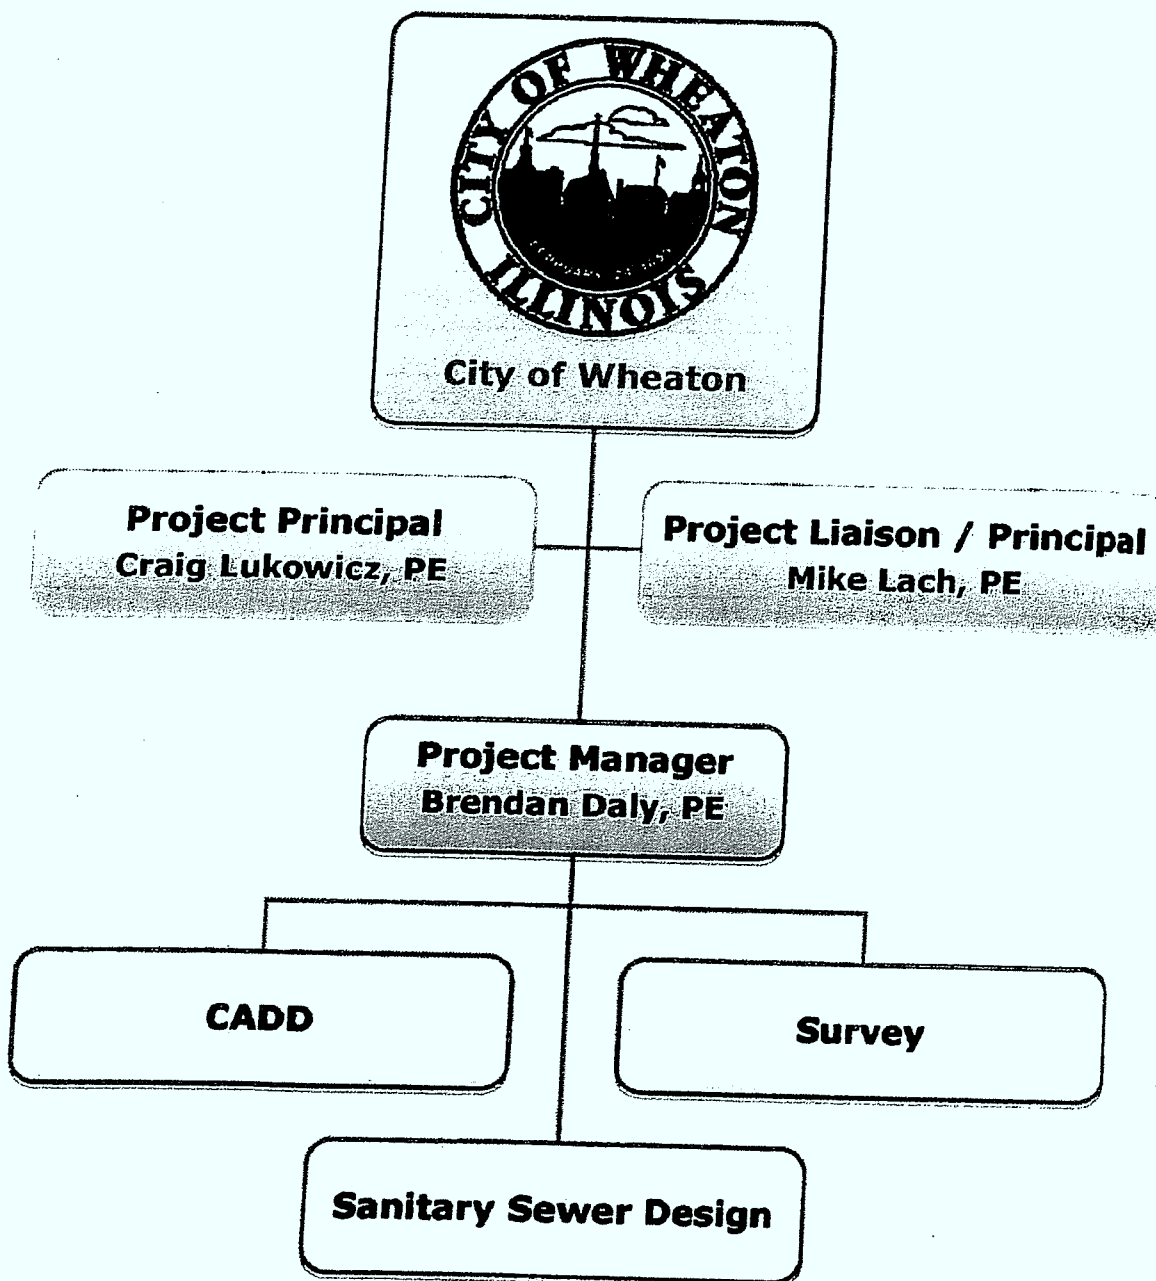 CITY OF WHEATON
ILLINOIS
City of Wheaton
Project Principal
Craig Lukowicz, PE
Project Liaison / Principal
Mike Lach, PE
Project Manager
Brendan Daly, PE
CADD
Survey
Sanitary Sewer Design